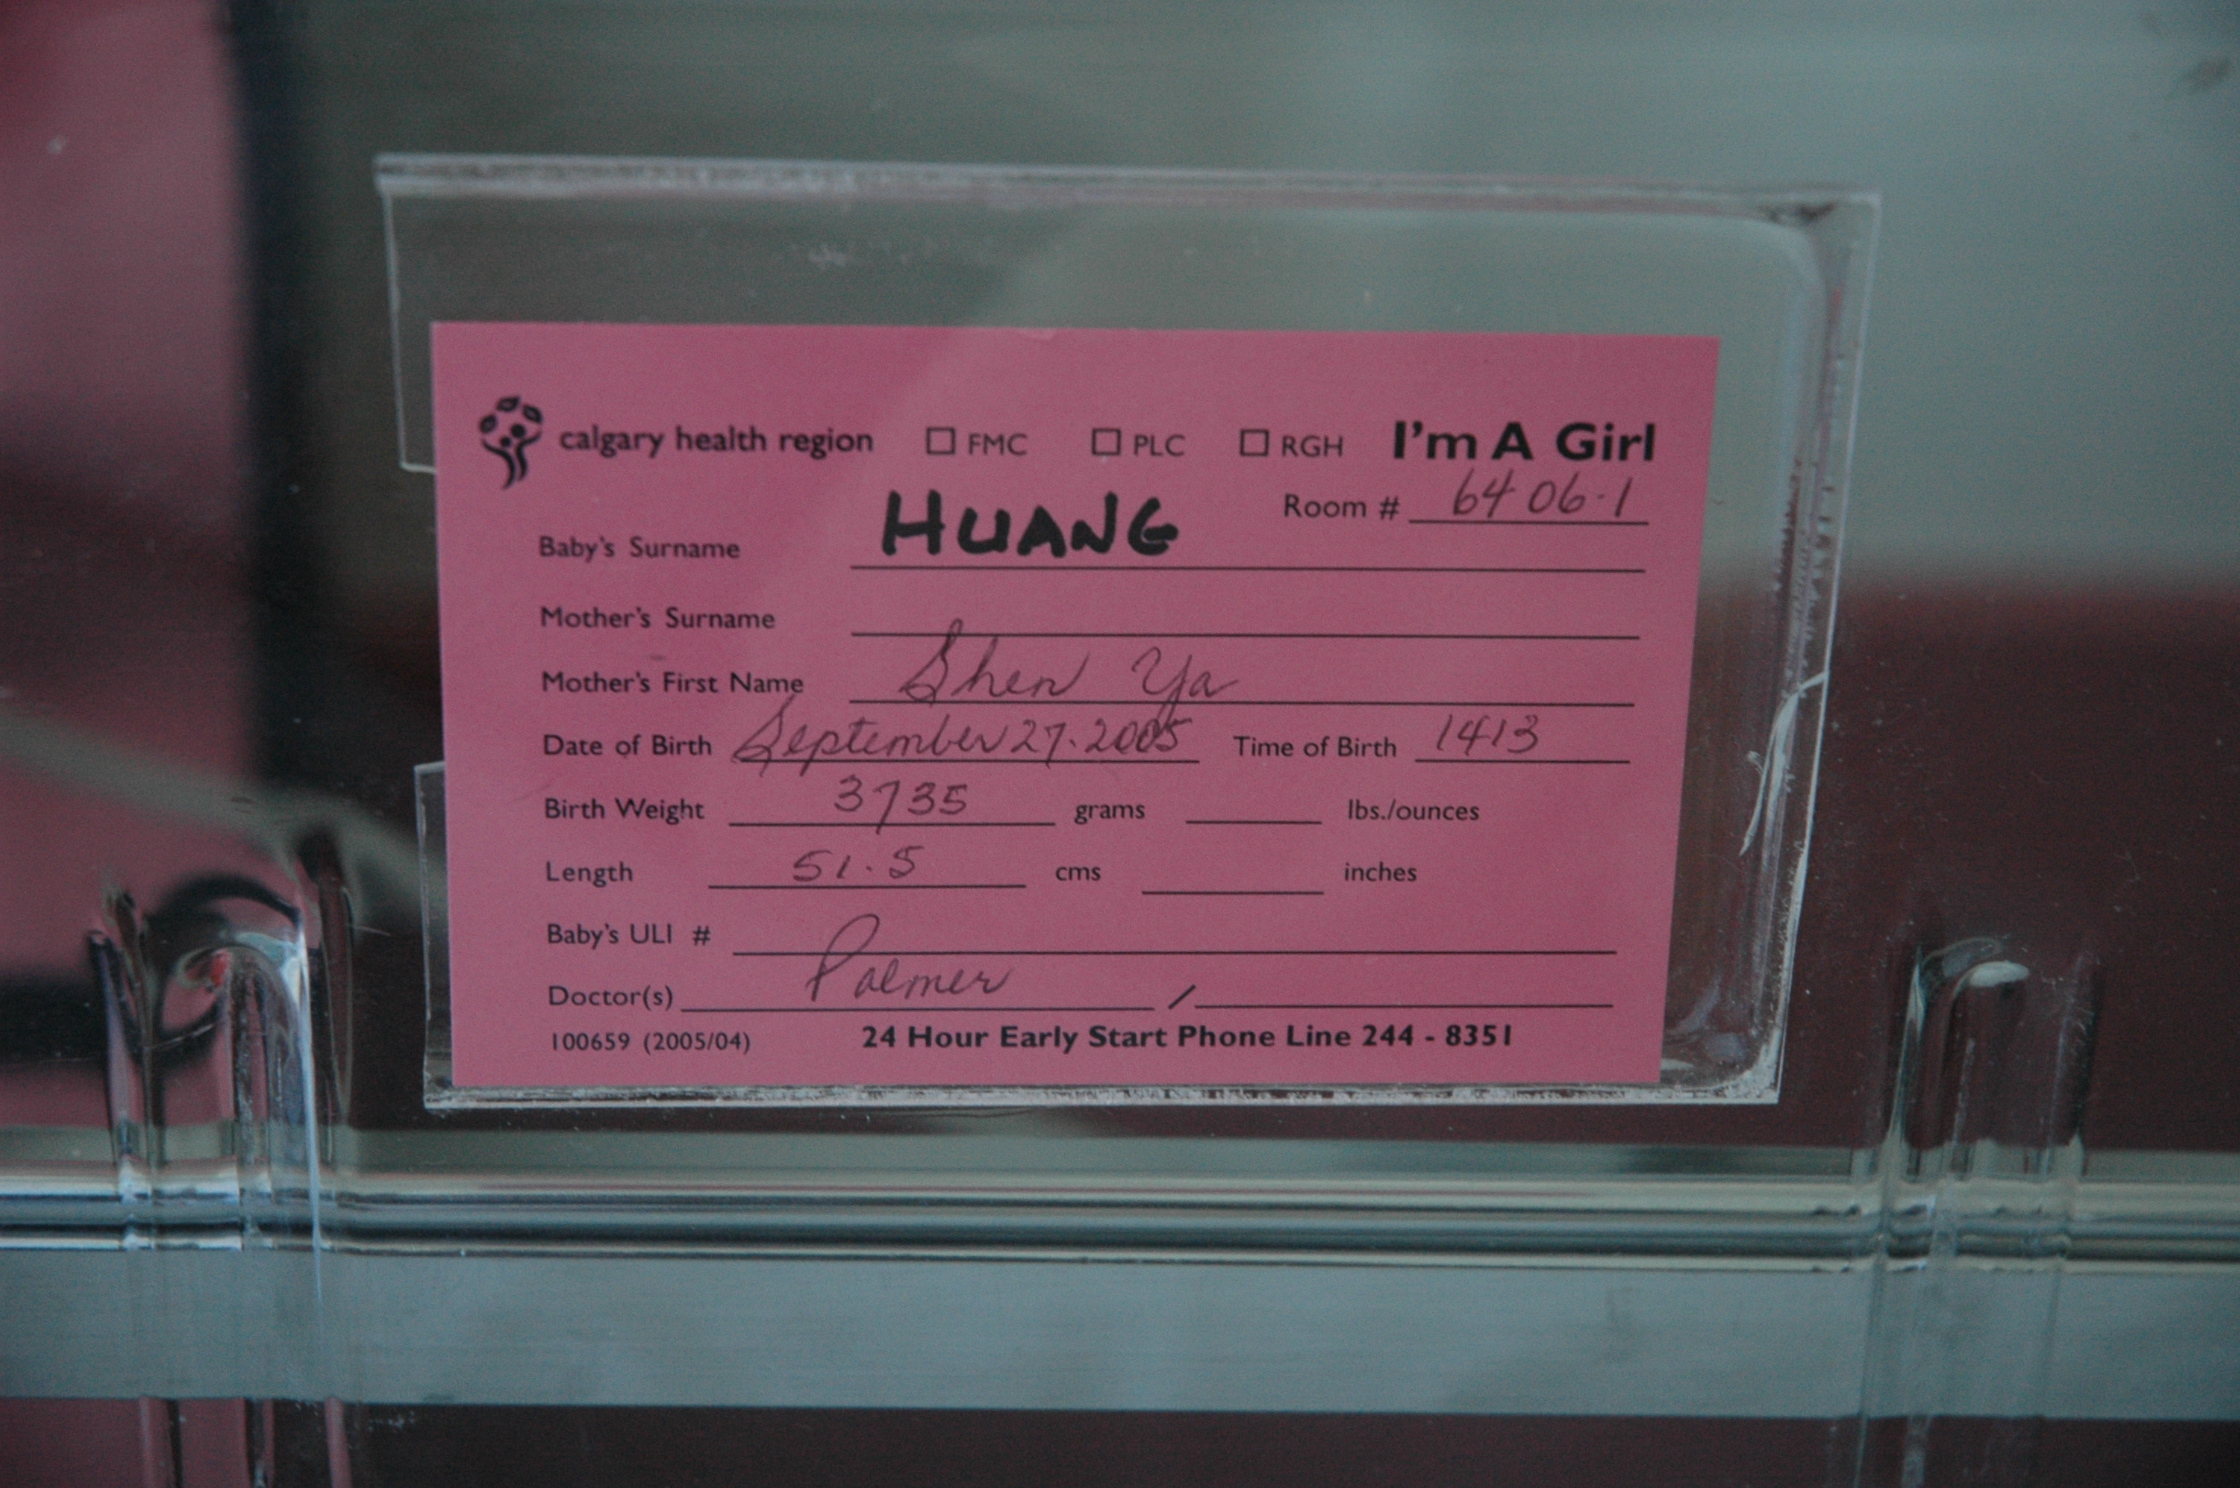 calgary health region □ FMC □ PLC □ RGH I'm A Girl
Room # 6406-1
Baby's Surname HUANG
Mother's Surname
Mother's First Name Shen Ya
Date of Birth September 27. 2005 Time of Birth 1413
Birth Weight 3735 grams lbs./ounces
Length 51.5 cms inches
Baby's ULI #
Doctor(s) Palmer /
100659 (2005/04) 24 Hour Early Start Phone Line 244 - 8351